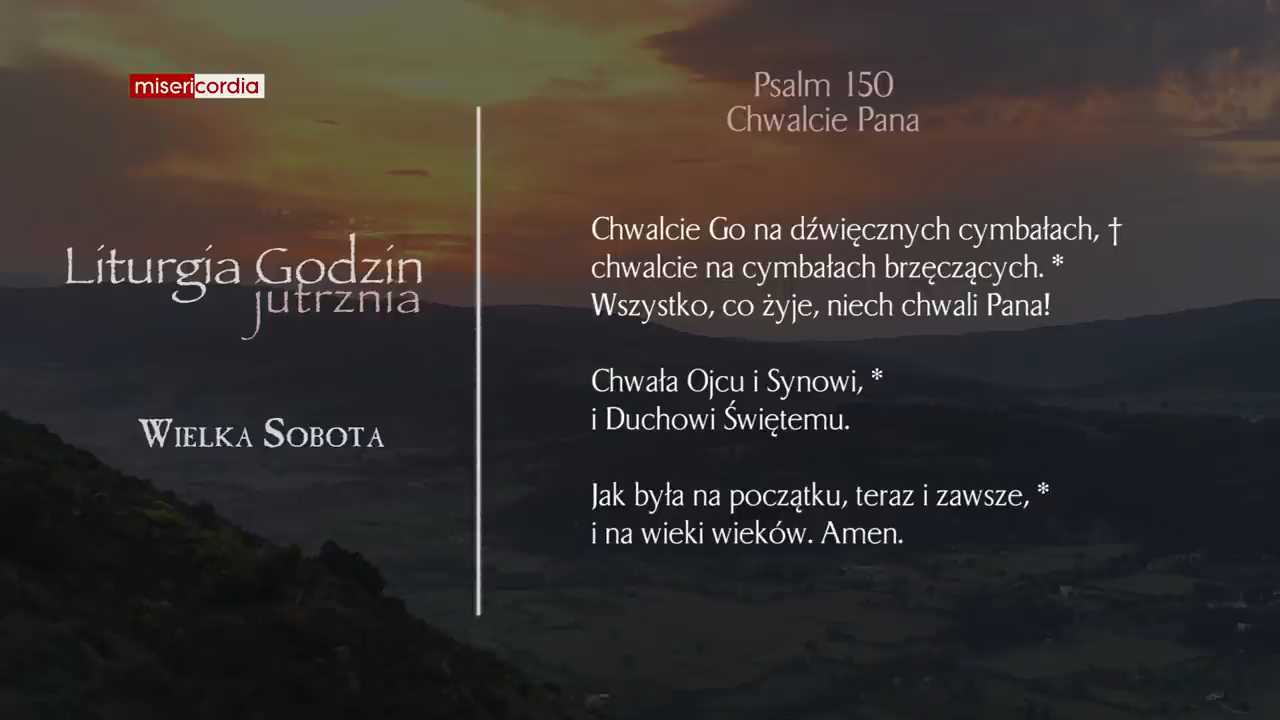 misericordia
Liturgia Godzin
jutrznia
Wielka Sobota
Psalm 150
Chwalcie Pana
Chwalcie Go na dźwięcznych cymbałach, †
chwalcie na cymbałach brzęczących. *
Wszystko, co żyje, niech chwali Pana!
Chwała Ojcu i Synowi, *
i Duchowi Świętemu.
Jak była na początku, teraz i zawsze, *
i na wieki wieków. Amen.